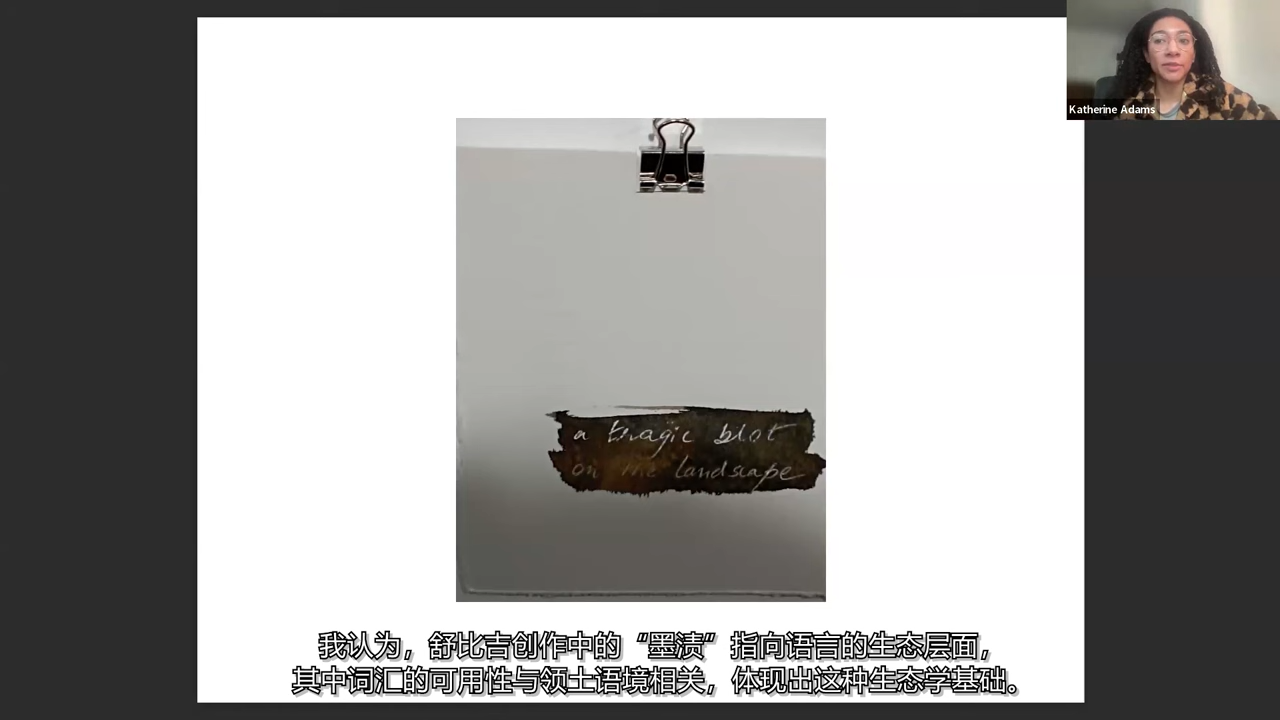 Katherine Adams
a tragic blot
on the landscape
我认为，舒比吉创作中的“墨渍”指向语言的生态层面，
其中词汇的可用性与领土语境相关，体现出这种生态学基础。